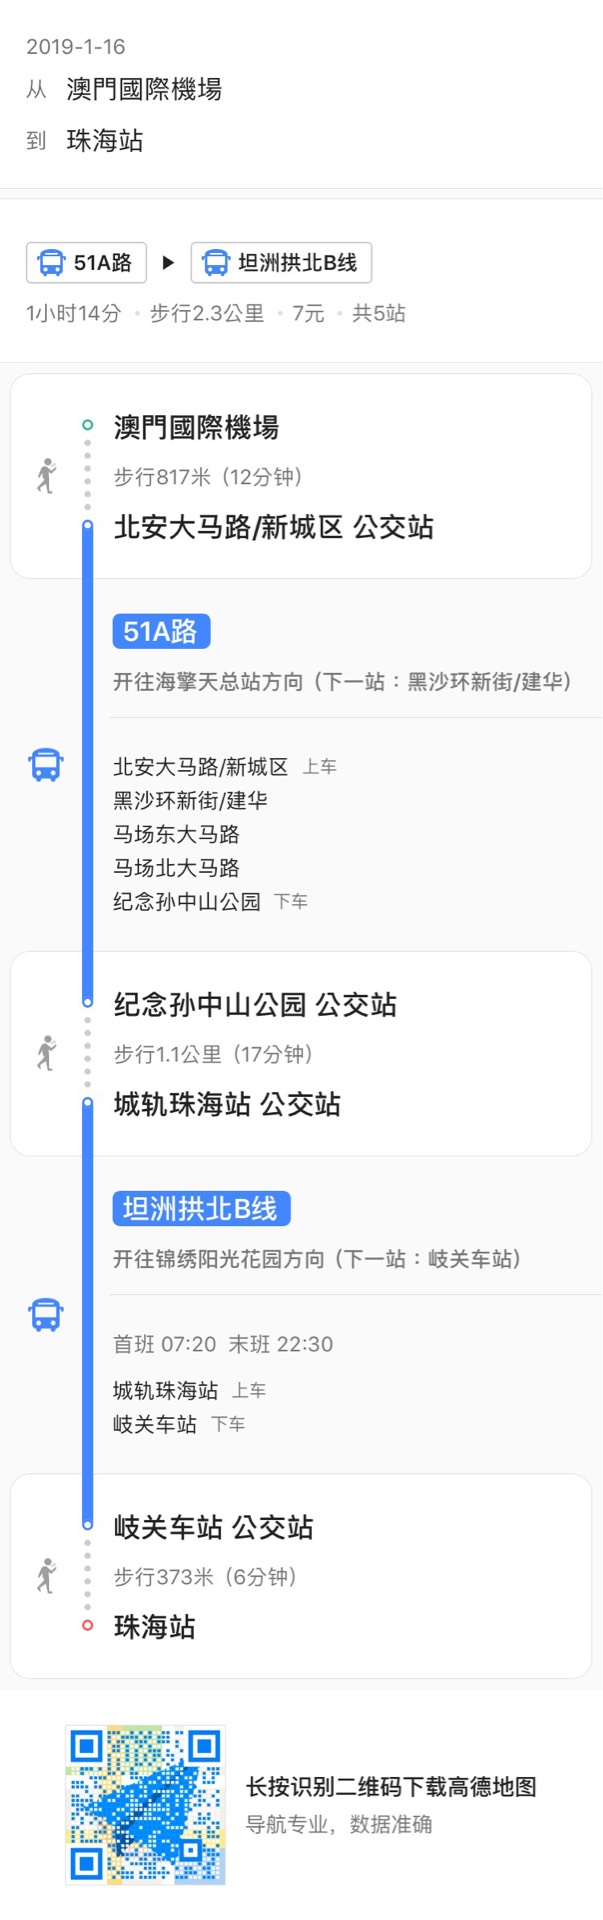 2019-1-16
从 澳門國際機場
到 珠海站
51A路 ▶ 坦洲拱北B线
1小时14分 · 步行2.3公里 · 7元 · 共5站
澳門國際機場
步行817米（12分钟）
北安大马路/新城区 公交站
51A路
开往海擎天总站方向（下一站：黑沙环新街/建华）
北安大马路/新城区 上车
黑沙环新街/建华
马场东大马路
马场北大马路
纪念孙中山公园 下车
纪念孙中山公园 公交站
步行1.1公里（17分钟）
城轨珠海站 公交站
坦洲拱北B线
开往锦绣阳光花园方向（下一站：岐关车站）
首班 07:20 末班 22:30
城轨珠海站 上车
岐关车站 下车
岐关车站 公交站
步行373米（6分钟）
珠海站
长按识别二维码下载高德地图
导航专业，数据准确